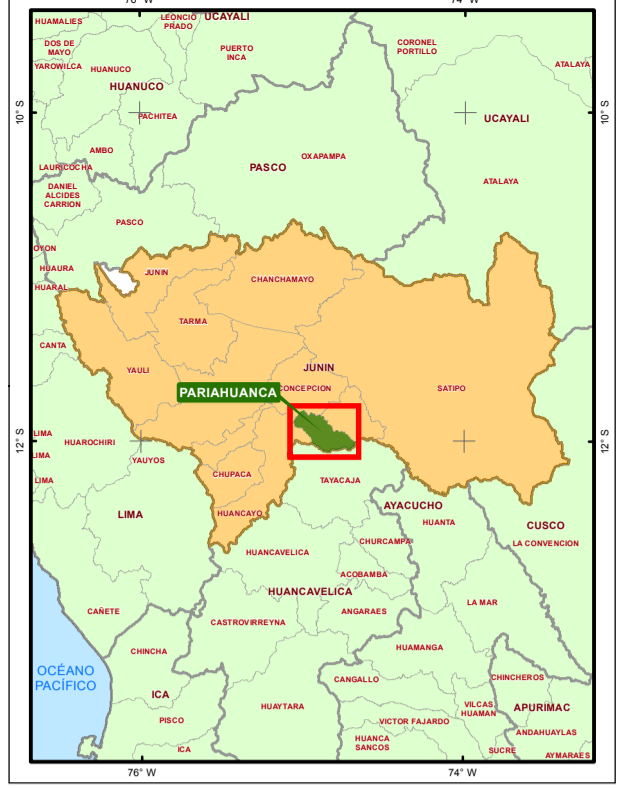 76° W
74° W
HUAMALIES
LEONCIO
PRADO
UCAYALI
DOS DE
MAYO
PUERTO
INCA
CORONEL
PORTILLO
YAROWILCA
HUANUCO
ATALAYA
HUANUCO
10° S
10° S
PACHITEA
UCAYALI
AMBO
OXAPAMPA
LAURICOCHA
PASCO
DANIEL
ALCIDES
CARRION
ATALAYA
PASCO
OYON
HUAURA
JUNIN
CHANCHAMAYO
HUARAL
TARMA
CANTA
YAULI
JUNIN
PARIAHUANCA
CONCEPCION
SATIPO
LIMA
HUAROCHIRI
12° S
12° S
LIMA
YAUYOS
LIMA
CHUPACA
TAYACAJA
AYACUCHO
LIMA
HUANCAYO
HUANTA
CUSCO
CHURCAMPA
LA CONVENCION
HUANCAVELICA
ACOBAMBA
HUANCAVELICA
LA MAR
CAÑETE
ANGARAES
CASTROVIRREYNA
HUAMANGA
CHINCHA
OCÉANO
PACÍFICO
CANGALLO
CHINCHEROS
ICA
HUAYTARA
VILCAS
HUAMAN
APURIMAC
PISCO
VICTOR FAJARDO
ANDAHUAYLAS
HUANCA
SANCOS
ICA
SUCRE
AYMARAES
76° W
74° W